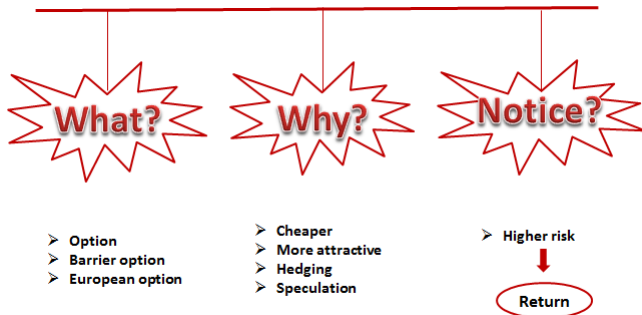 What?
Option
Barrier option
European option
Why?
Cheaper
More attractive
Hedging
Speculation
Notice?
Higher risk
Return